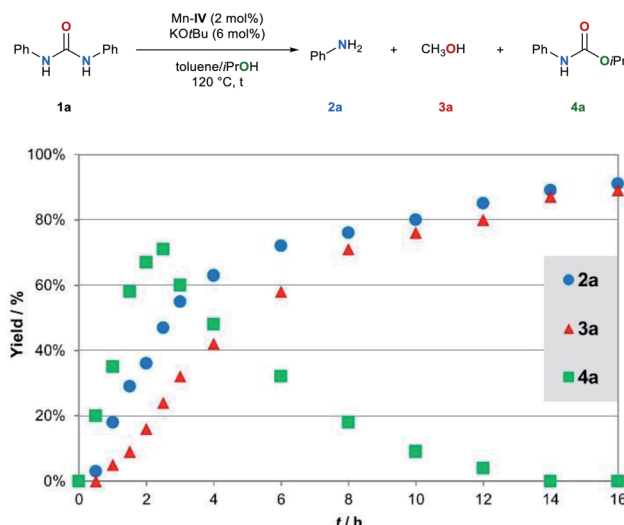 Mn-IV (2 mol%)
KOtBu (6 mol%)
toluene/iPrOH
120 °C, t
Ph N H O N H Ph
1a
Ph NH2
2a
+
CH3OH
3a
+
Ph N H O OiPr
4a
Yield / %
100%
80%
60%
40%
20%
0%
0 2 4 6 8 10 12 14 16
t / h
2a
3a
4a